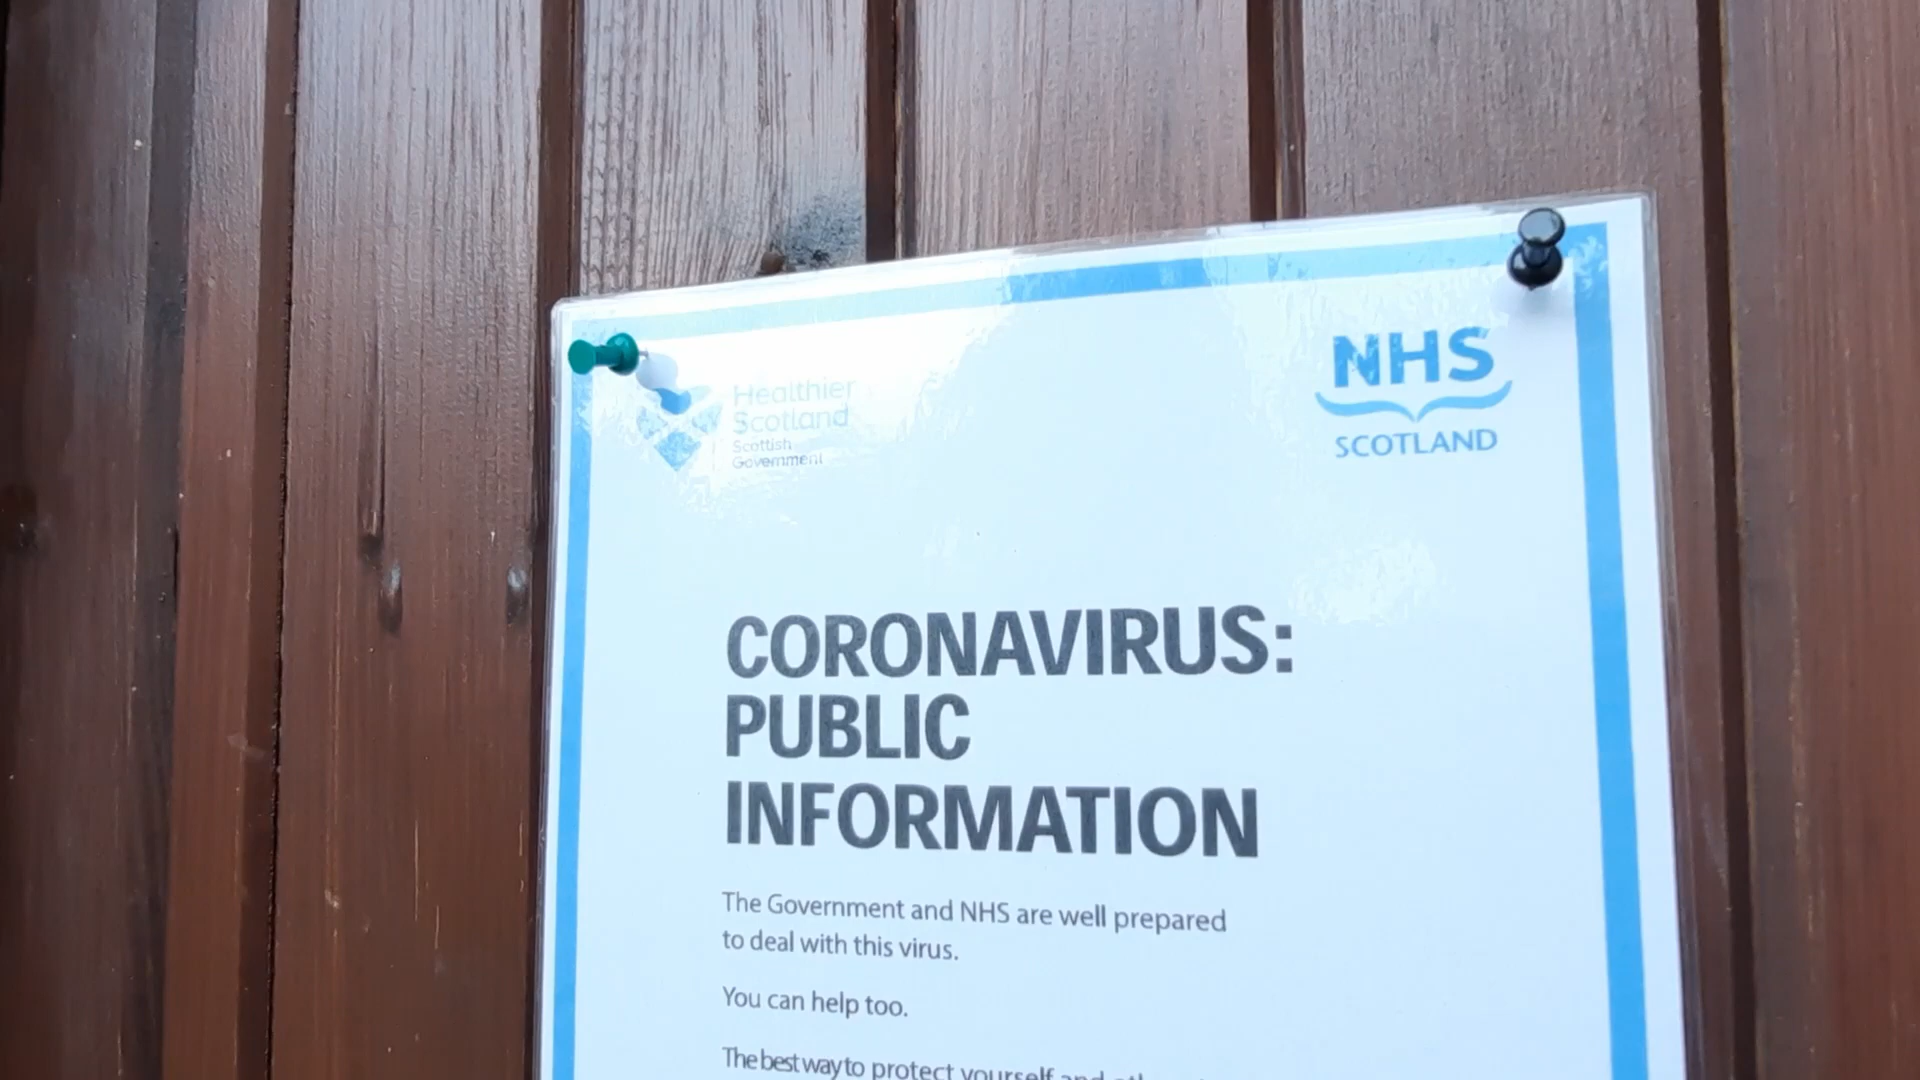 Healthier
Scotland
Scottish
Government
NHS
SCOTLAND
CORONAVIRUS:
PUBLIC
INFORMATION
The Government and NHS are well prepared
to deal with this virus.
You can help too.
The best way to protect yourself and